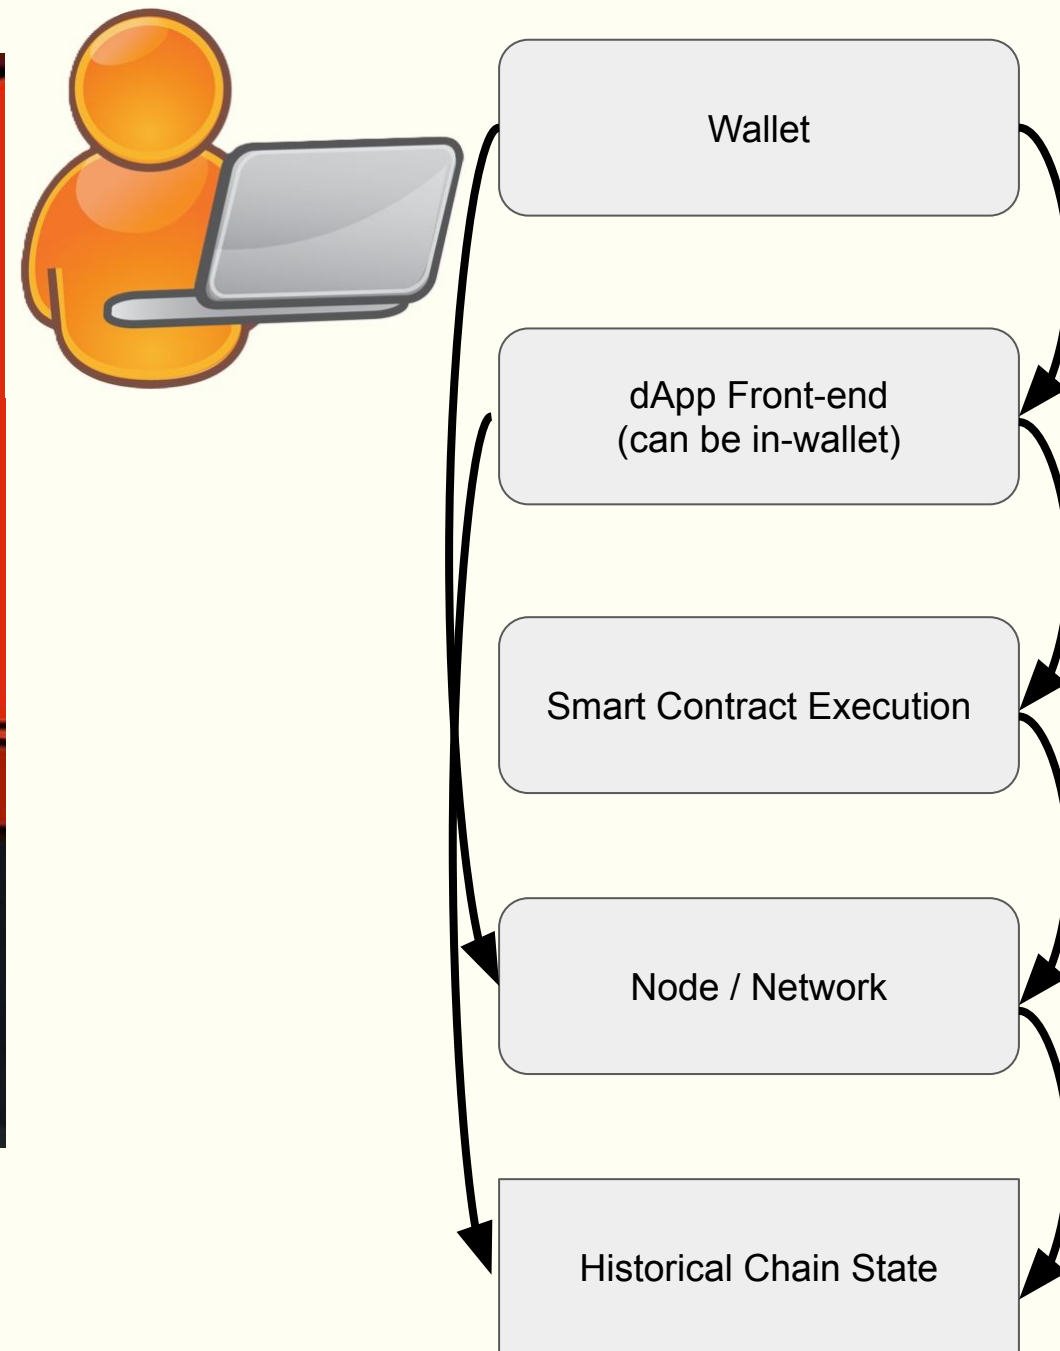 Wallet
dApp Front-end
(can be in-wallet)
Smart Contract Execution
Node / Network
Historical Chain State